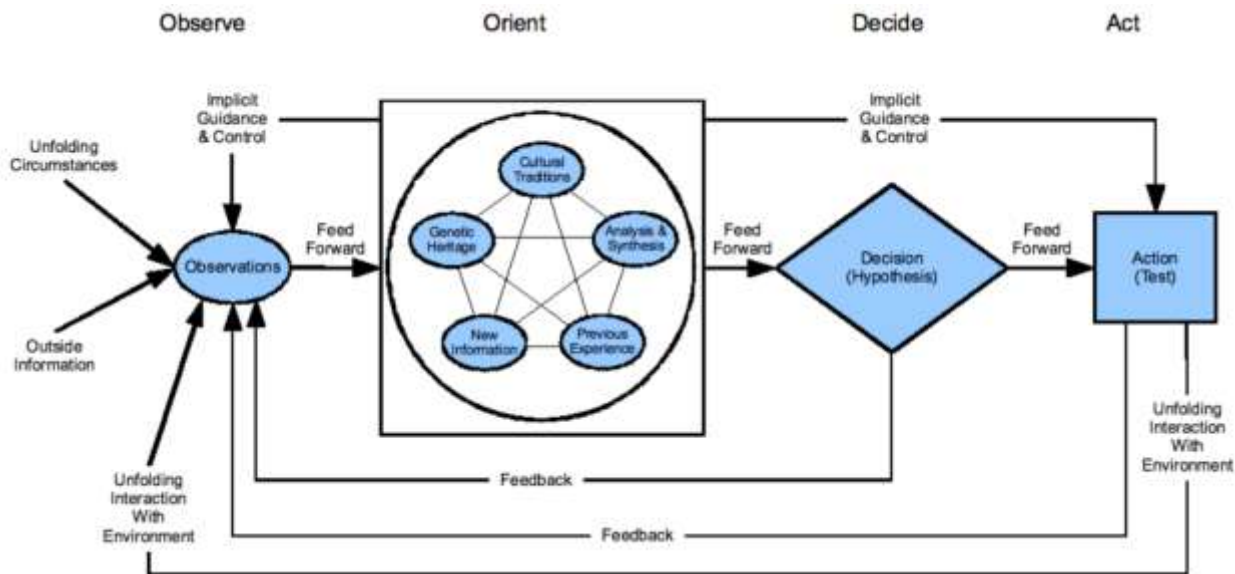 Observe
Orient
Decide
Act
Implicit
Guidance
& Control
Implicit
Guidance
& Control
Unfolding
Circumstances
Cultural
Traditions
Genetic
Heritage
Analysis &
Synthesis
Feed
Forward
Feed
Forward
Feed
Forward
Observations
Decision
(Hypothesis)
Action
(Test)
New
Information
Previous
Experience
Outside
Information
Unfolding
Interaction
With
Environment
Unfolding
Interaction
With
Environment
Feedback
Feedback